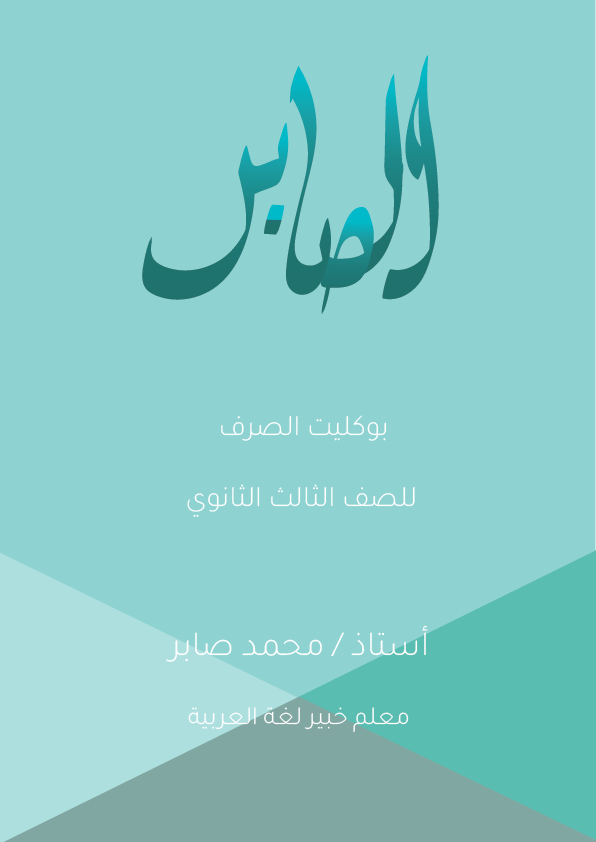 الصابر
بوكليت الصرف
للصف الثالث الثانوي
أستاذ / محمد صابر
معلم خبير لغة العربية